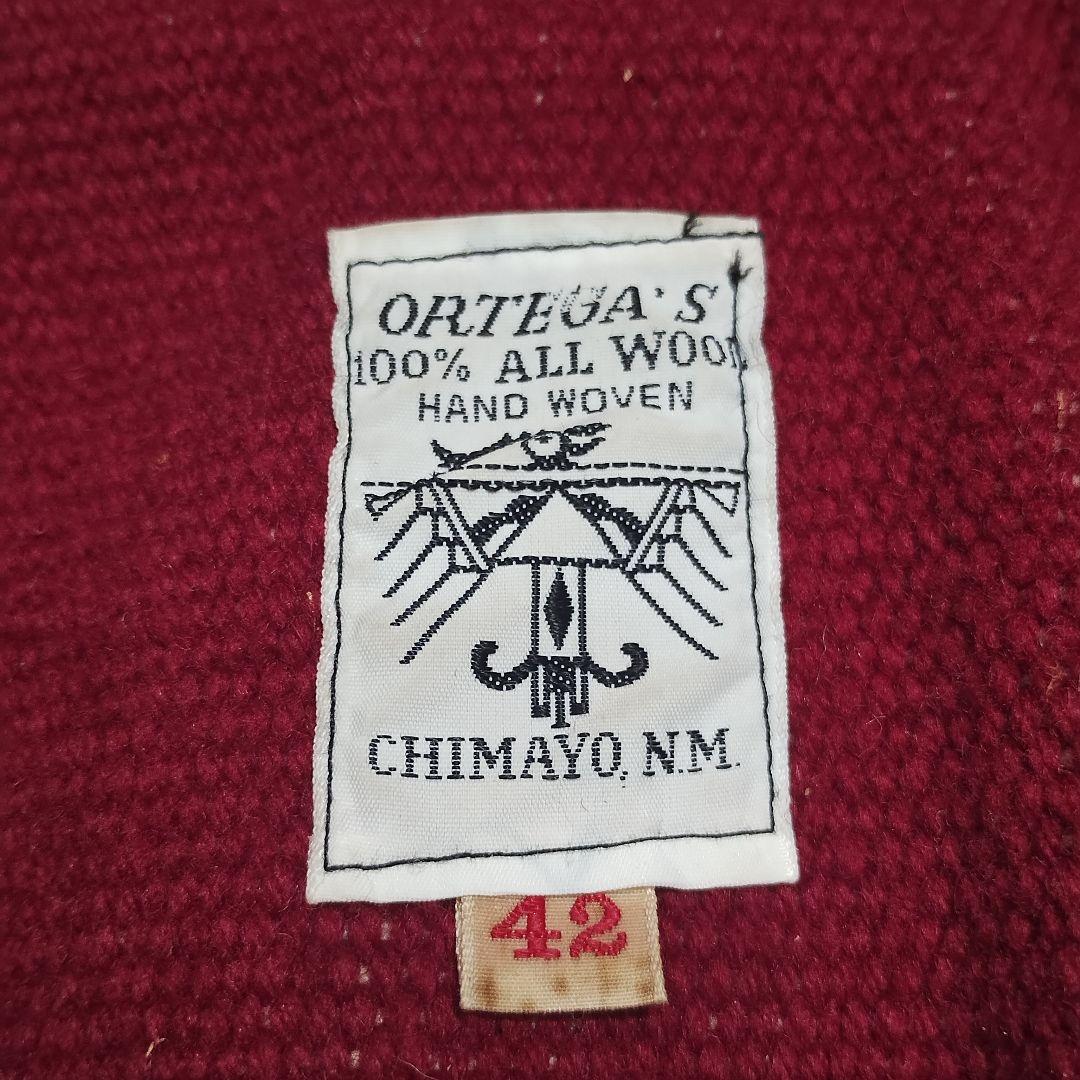 ORTEGA'S
100% ALL WOOL
HAND WOVEN
CHIMAYO, N.M.
42